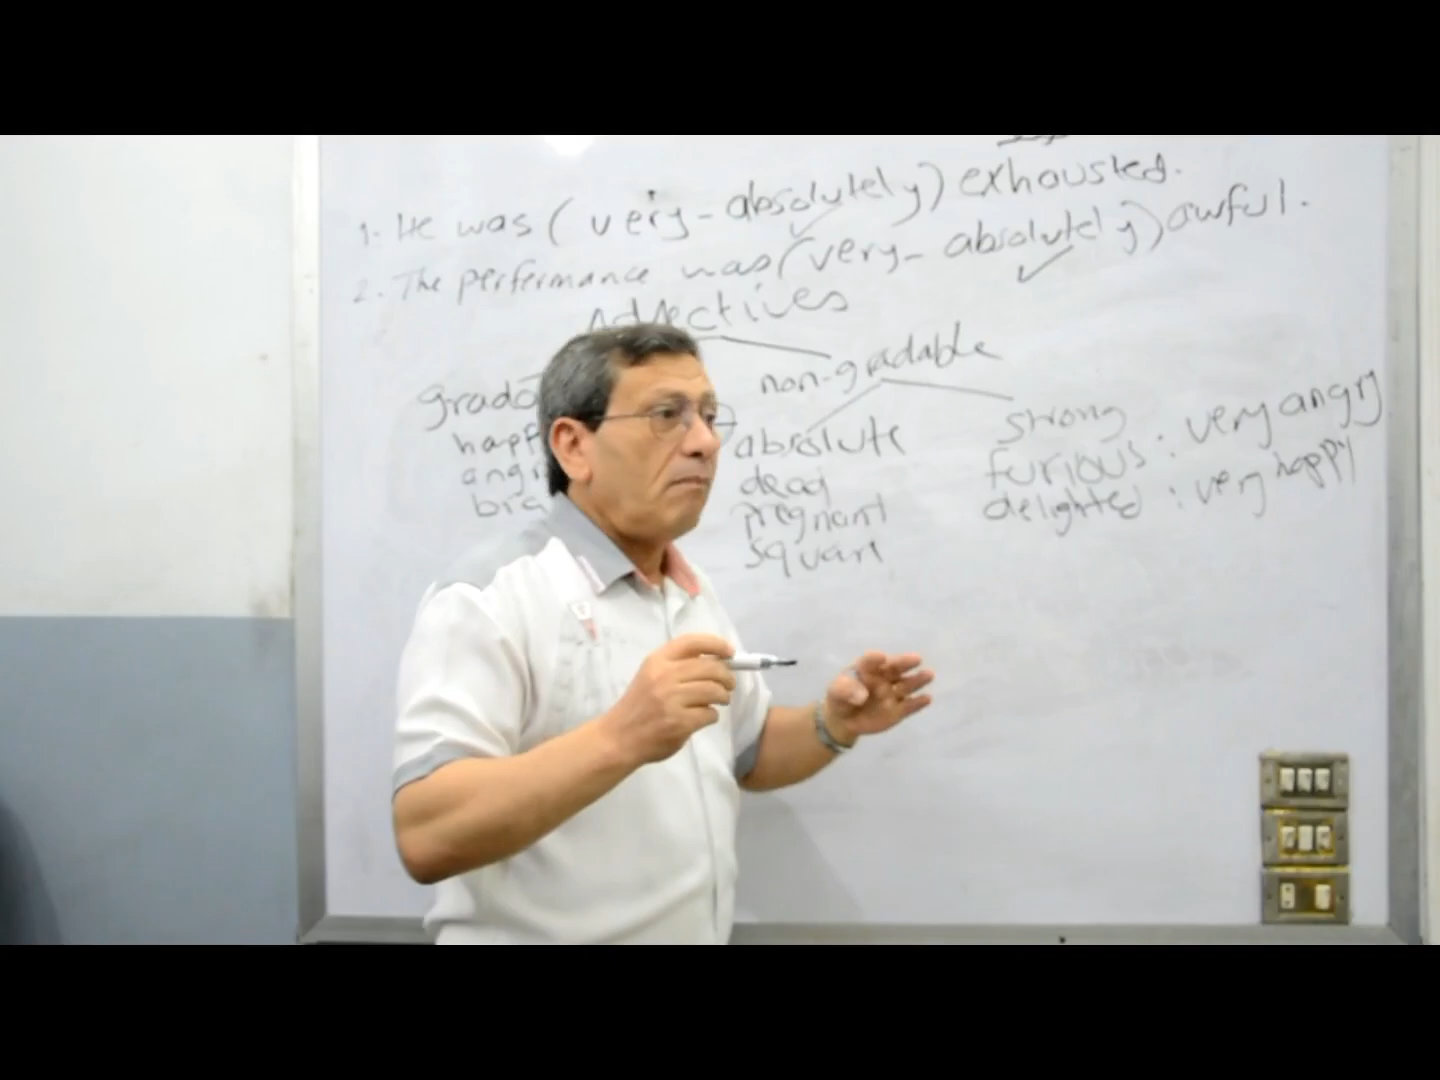 1. He was ( very - absolutely ) exhousted.
2. The performance was ( very - absolutely ) awful.
Adjectives
non-gradable
absolute strong
dead furious : very angry
pregnant delighted : very happy
square